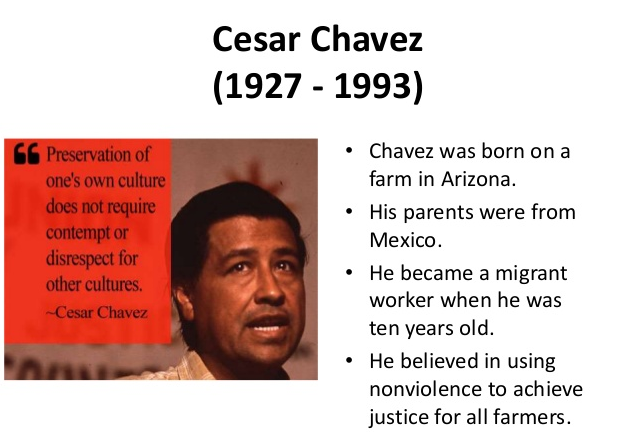 Cesar Chavez
(1927 - 1993)
❝ Preservation of
one's own culture
does not require
contempt or
disrespect for
other cultures.
~Cesar Chavez
• Chavez was born on a
farm in Arizona.
• His parents were from
Mexico.
• He became a migrant
worker when he was
ten years old.
• He believed in using
nonviolence to achieve
justice for all farmers.